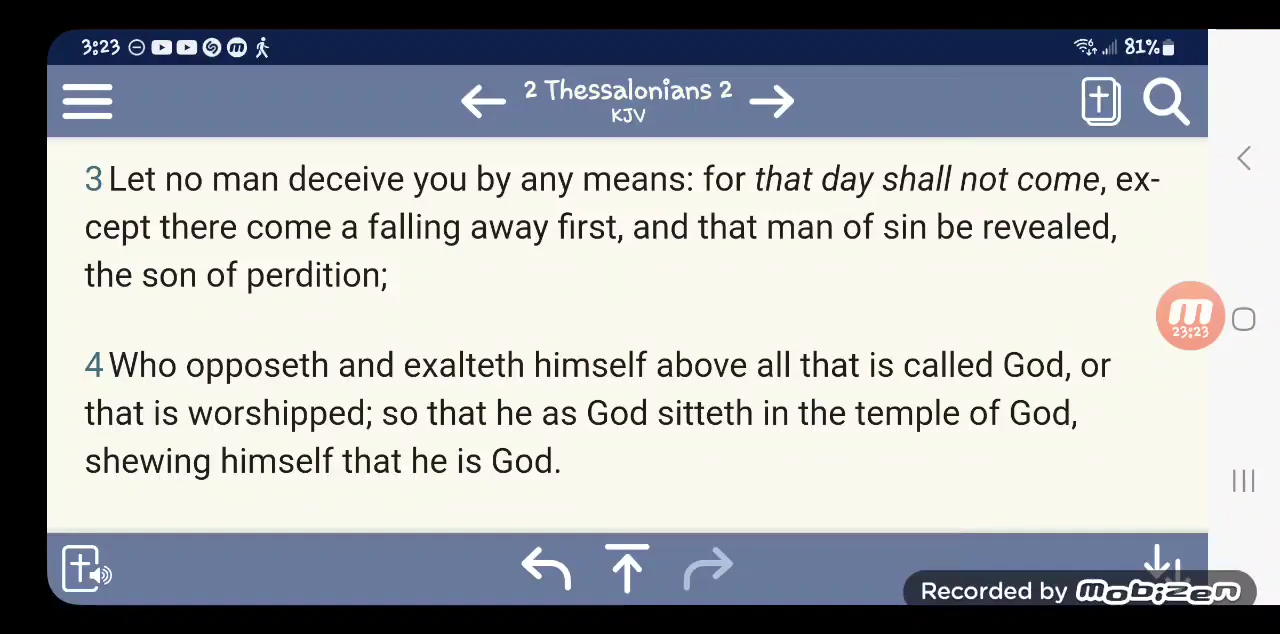 3:23
81%
2 Thessalonians 2
KJV
3 Let no man deceive you by any means: for that day shall not come, ex-
cept there come a falling away first, and that man of sin be revealed,
the son of perdition;
23:23
4 Who opposeth and exalteth himself above all that is called God, or
that is worshipped; so that he as God sitteth in the temple of God,
shewing himself that he is God.
Recorded by mobizen